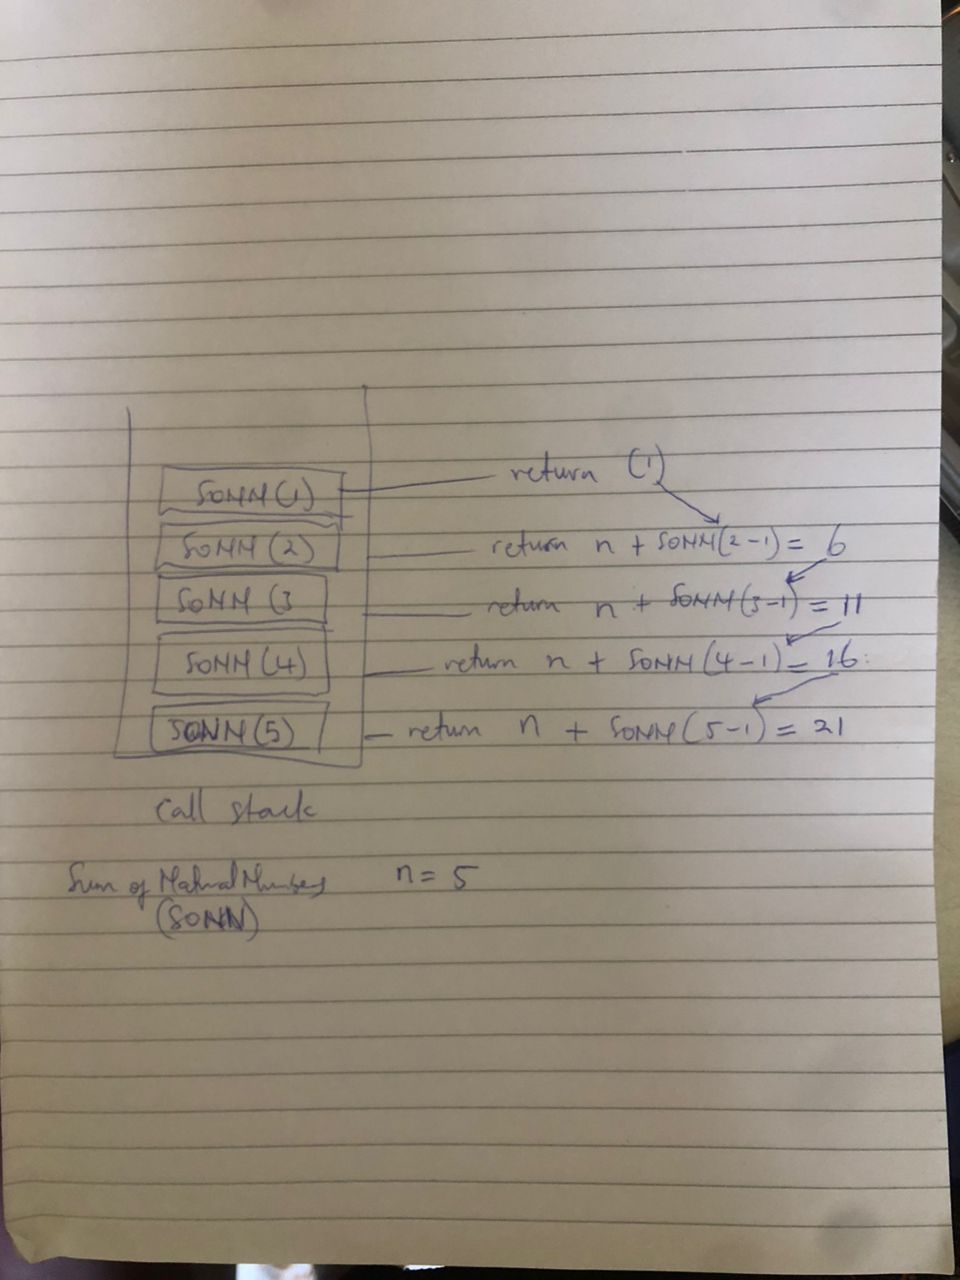 SONN(1) return (1)
SONN (2) return n + SONN(2-1) = 6
SONN (3 return n + SONN(3-1) = 11
SONN (4) return n + SONN (4-1) = 16
SONN(5) return n + SONN(5-1) = 21
Call stack
Sum of Natural Numbers n = 5
(SONN)